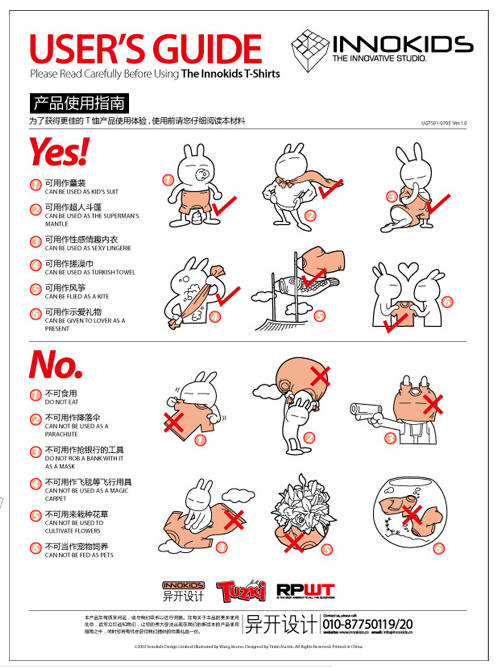 USER'S GUIDE
Please Read Carefully Before Using The Innokids T-Shirts
INNOKIDS
THE INNOVATIVE STUDIO.
产品使用指南
为了获得更佳的 T 恤产品使用体验，使用前请您仔细阅读本材料
UG7501-0705 Ver.1.0
Yes!
1 可用作童装
CAN BE USED AS KID'S SUIT
2 可用作超人斗篷
CAN BE USED AS THE SUPERMAN'S
MANTLE
3 可用作性感情趣内衣
CAN BE USED AS SEXY LINGERIE
4 可用作搓澡巾
CAN BE USED AS TURKISH TOWEL
5 可用作风筝
CAN BE FLIED AS A KITE
6 可用作示爱礼物
CAN BE GIVEN TO LOVER AS A
PRESENT
1
2
3
4
5
6
No.
1 不可食用
DO NOT EAT
2 不可用作降落伞
CAN NOT BE USED AS A
PARACHUTE
3 不可用作抢银行的工具
DO NOT ROB A BANK WITH IT
AS A MASK
4 不可用作飞毯等飞行用具
CAN NOT BE USED AS A MAGIC
CARPET
5 不可用来栽种花草
CAN NOT BE USED TO
CULTIVATE FLOWERS
6 不可当作宠物饲养
CAN NOT BE FED AS PETS
1
2
3
4
5
6
INNOKIDS
异开设计
Tuzki
RPWT
异开设计
Contact us, please call:
010-87750119/20
website: www.innokids.cn email: info@innokids.cn
©2007 Innokids Design Limited. Illustrated by Wang Momo. Designed by Tintin Martin. All Rights Reserved. Printed in China.